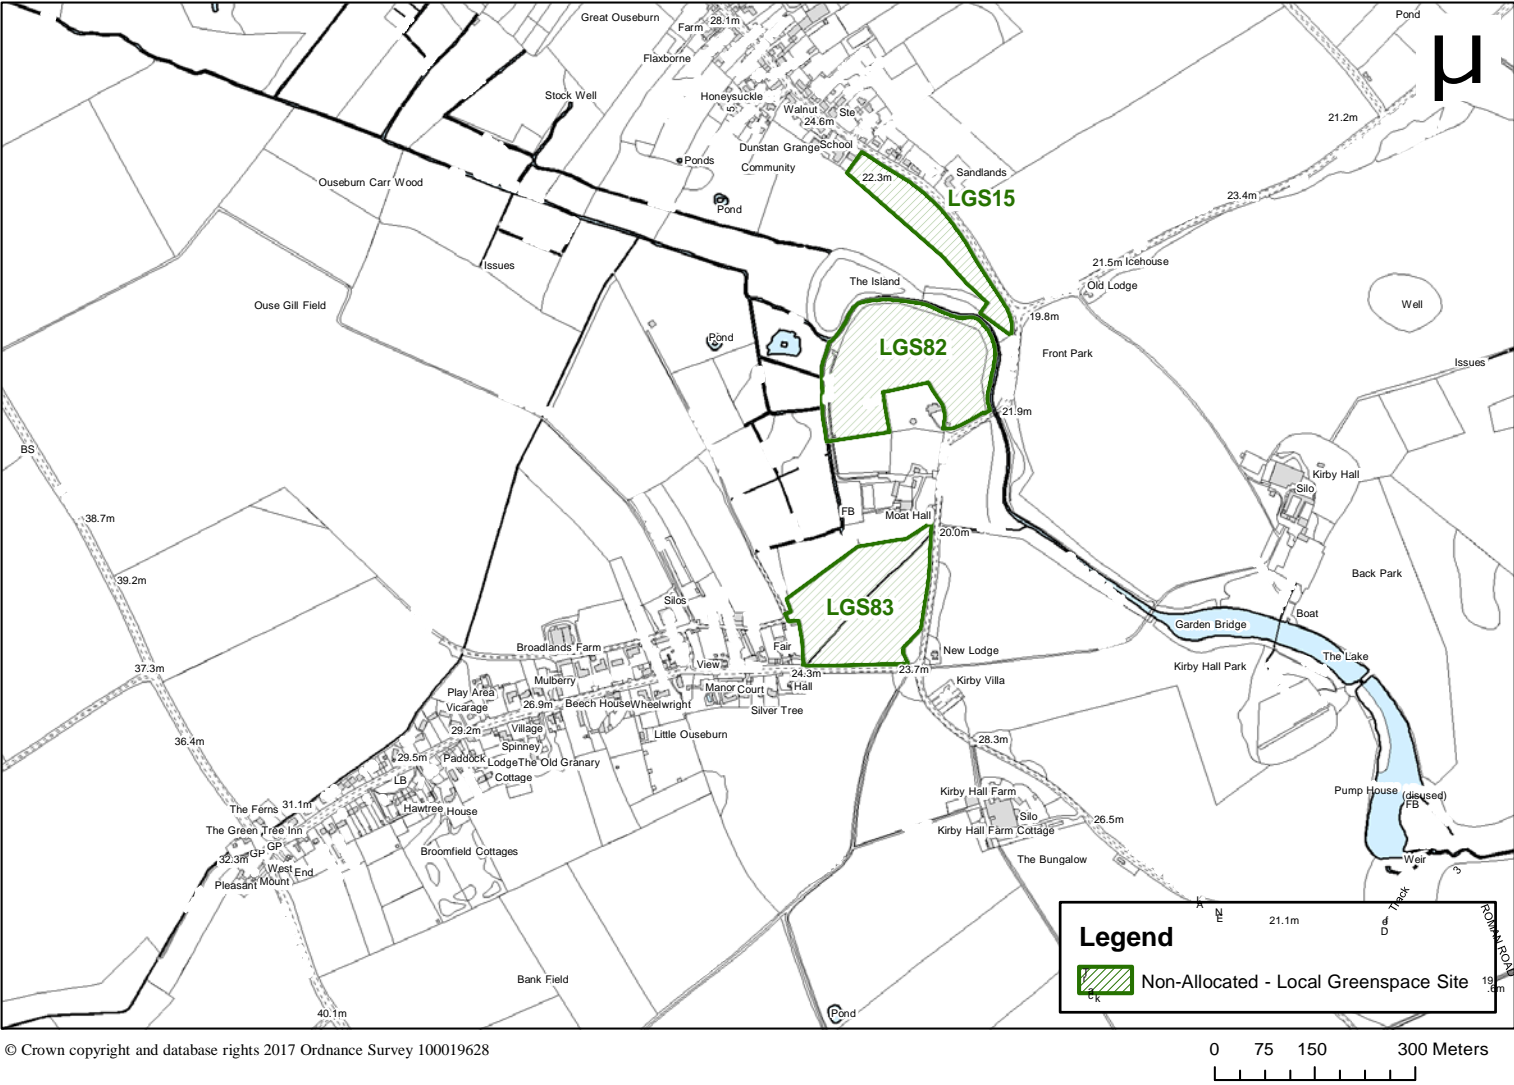 Great Ouseburn
Farm
28.1m
Pond
µ
Flaxborne
Stock Well
Honeysuckle
5
Walnut
Ste
24.6m
21.2m
Dunstan Grange
School
Ponds
Community
Sandlands
22.3m
Ouseburn Carr Wood
LGS15
23.4m
Pond
Issues
21.5m
Icehouse
The Island
Old Lodge
Ouse Gill Field
Well
19.8m
Pond
LGS82
Front Park
Issues
21.9m
BS
Kirby Hall
Silo
FB
Moat Hall
38.7m
20.0m
39.2m
Back Park
Silos
LGS83
Boat
Garden Bridge
Broadlands Farm
Fair
New Lodge
The Lake
37.3m
View
24.3m
23.7m
Kirby Hall Park
Mulberry
Manor
Court
Hall
Kirby Villa
Play Area
Vicarage
26.9m
Beech House
Wheelwright
Silver Tree
29.2m
Village
Little Ouseburn
36.4m
Spinney
28.3m
29.5m
Paddock
Lodge
The Old Granary
LB
Cottage
Kirby Hall Farm
Pump House
(disused)
FB
The Ferns
31.1m
Hawtree
House
Silo
26.5m
The Green Tree Inn
Kirby Hall Farm Cottage
GP
GP
32.3m
Broomfield Cottages
The Bungalow
Weir
West
End
Pleasant
Mount
3
Track
ROMAN ROAD
21.1m
D
Legend
Bank Field
Non-Allocated - Local Greenspace Site
19
.6m
40.1m
Pond
© Crown copyright and database rights 2017 Ordnance Survey 100019628
0 75 150 300 Meters